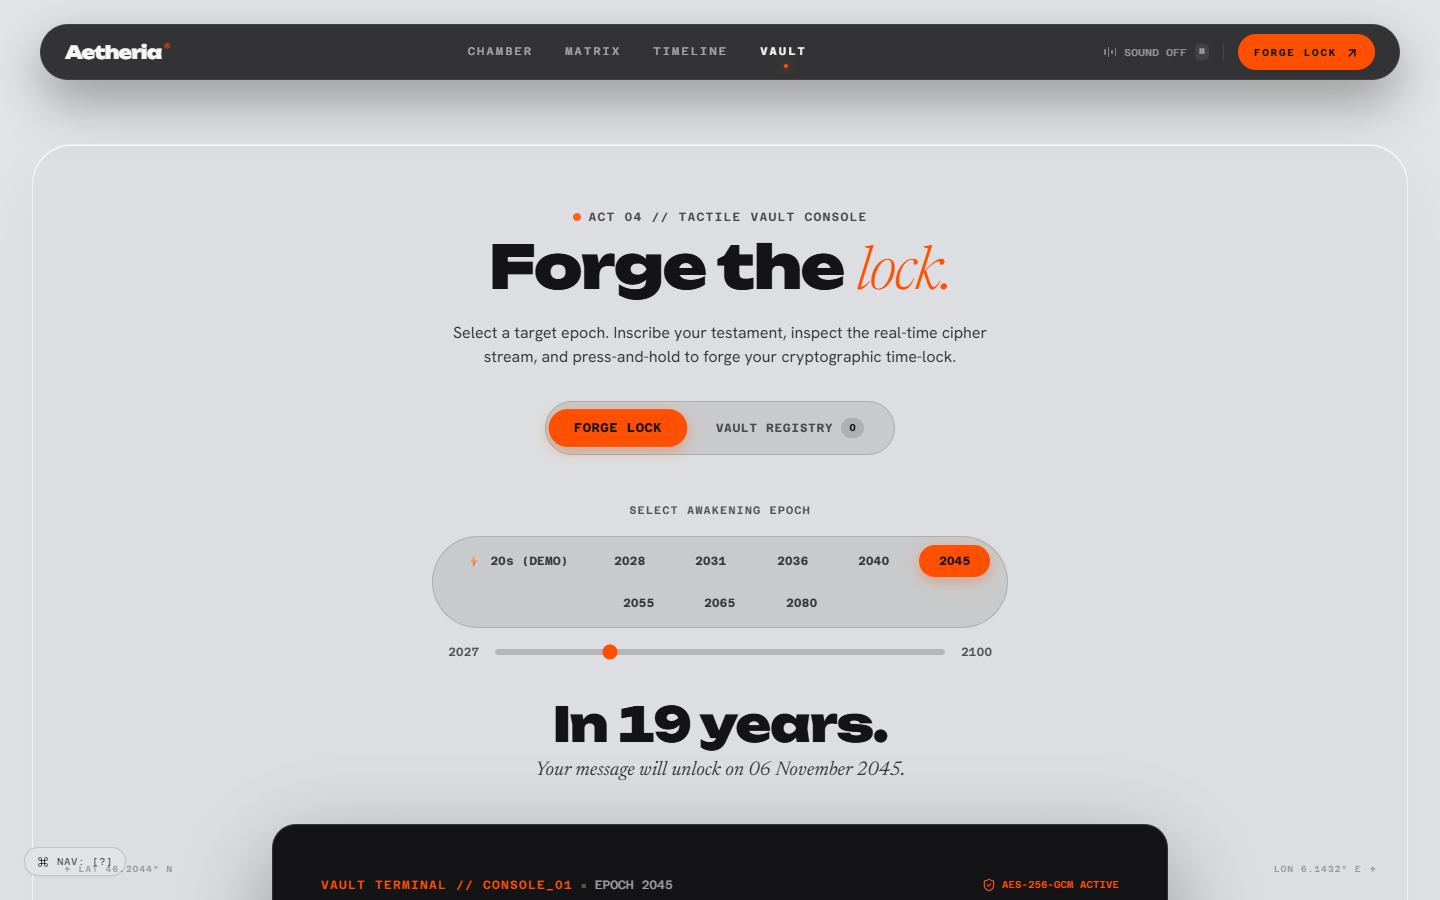 Aetheria
CHAMBER MATRIX TIMELINE VAULT
SOUND OFF M
FORGE LOCK
ACT 04 // TACTILE VAULT CONSOLE
Forge the lock.
Select a target epoch. Inscribe your testament, inspect the real-time cipher
stream, and press-and-hold to forge your cryptographic time-lock.
FORGE LOCK VAULT REGISTRY 0
SELECT AWAKENING EPOCH
20s (DEMO) 2028 2031 2036 2040 2045
2055 2065 2080
2027 2100
In 19 years.
Your message will unlock on 06 November 2045.
⌘ NAV: [?]
+ LAT 46.2044° N
LON 6.1432° E +
VAULT TERMINAL // CONSOLE_01 EPOCH 2045
AES-256-GCM ACTIVE